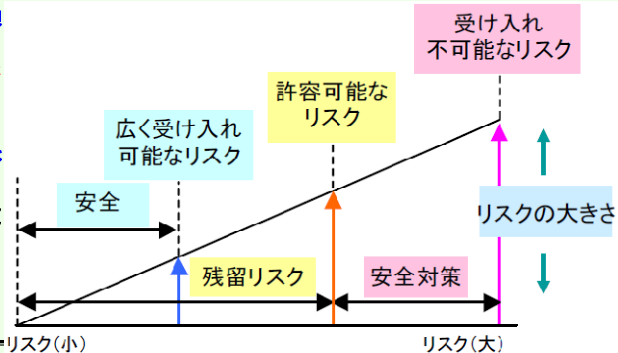 受け入れ
不可能なリスク
許容可能な
リスク
広く受け入れ
可能なリスク
安全
リスクの大きさ
残留リスク
安全対策
リスク(小)
リスク(大)